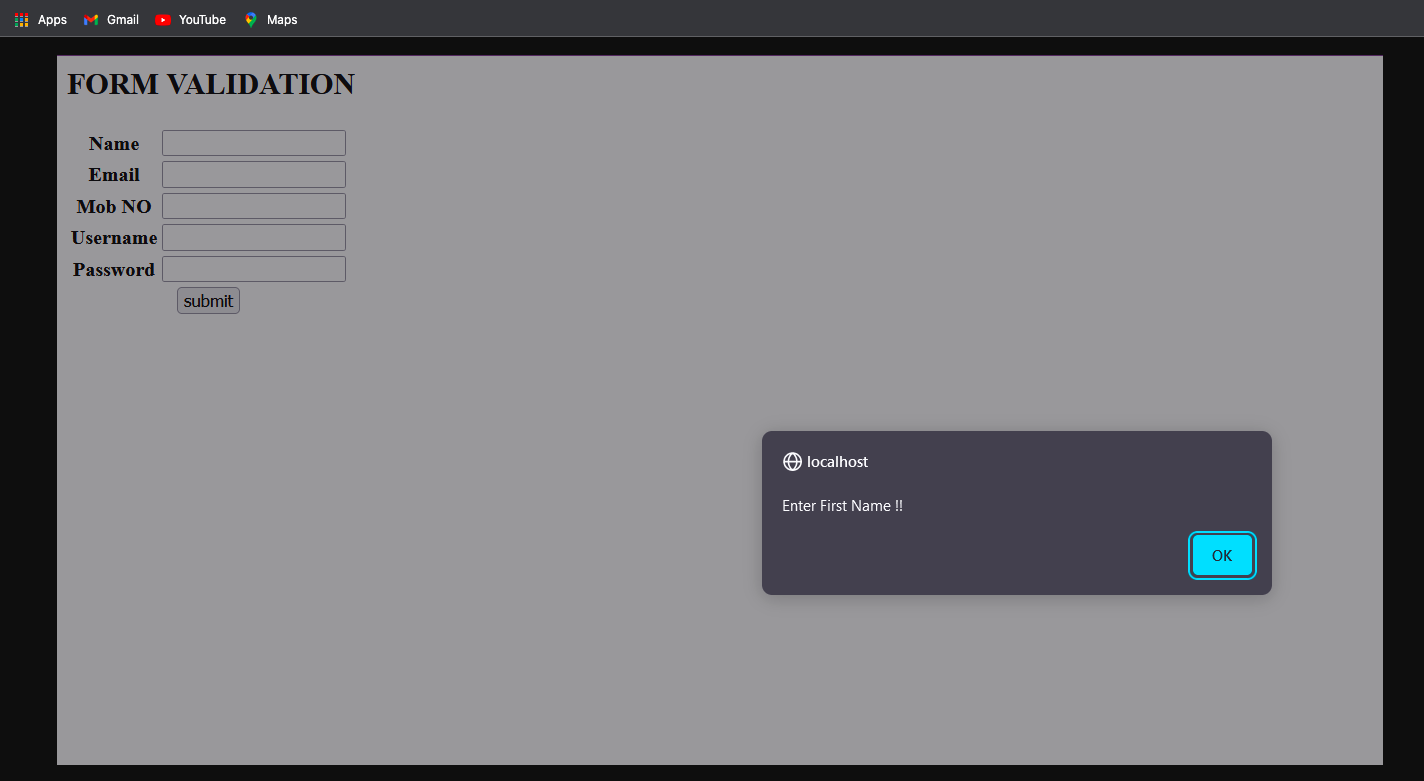 Apps Gmail YouTube Maps
FORM VALIDATION
Name
Email
Mob NO
Username
Password
submit
localhost
Enter First Name !!
OK